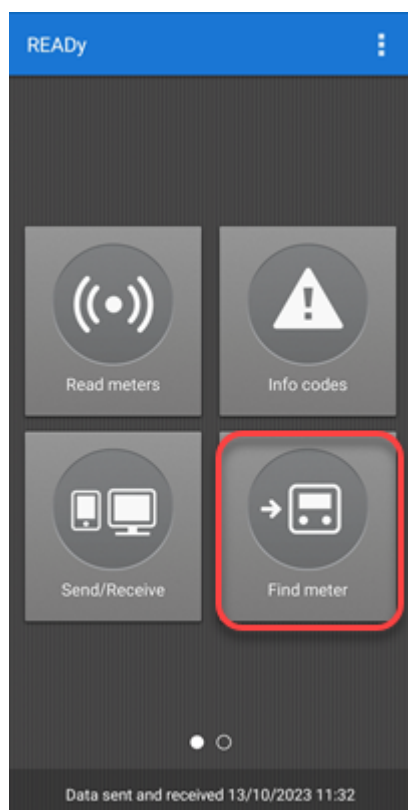 READy
Read meters
Info codes
Send/Receive
Find meter
Data sent and received 13/10/2023 11:32